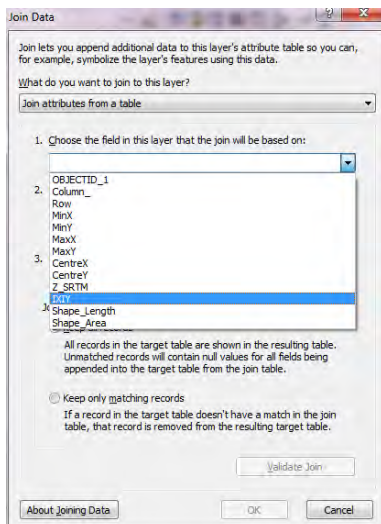 Join Data
Join lets you append additional data to this layer's attribute table so you can,
for example, symbolize the layer's features using this data.
What do you want to join to this layer?
Join attributes from a table
1. Choose the field in this layer that the join will be based on:
OBJECTID_1
2. Column_
Row
MinX
MinY
MaxX
MaxY
3. CentreX
CentreY
Z_SRTM
IXIY
Shape_Length
Shape_Area
All records in the target table are shown in the resulting table.
Unmatched records will contain null values for all fields being
appended into the target table from the join table.
Keep only matching records
If a record in the target table doesn't have a match in the join
table, that record is removed from the resulting target table.
Validate Join
About Joining Data OK Cancel